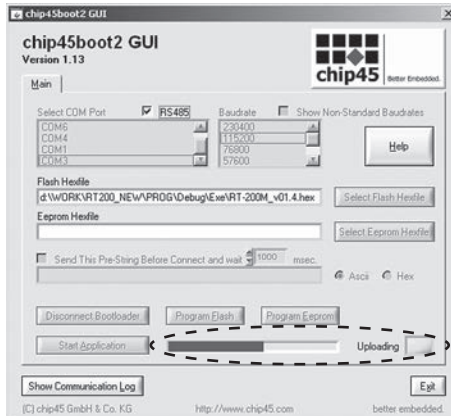 chip45boot2 GUI
chip45boot2 GUI
Version 1.13
chip45
Better Embedded.
Main
Select COM Port
RS485
Baudrate
Show Non-Standard Baudrates
COM6
COM4
COM1
COM3
230400
115200
76800
57600
Help
Flash Hexfile
d:\WORK\RT200_NEW\PROG\Debug\Exe\RT-200M_v01.4.hex
Select Flash Hexfile
Eeprom Hexfile
Select Eeprom Hexfile
Send This Pre-String Before Connect and wait 1000 msec.
Ascii Hex
Disconnect Bootloader Program Flash Program Eeprom
Start Application Uploading
Show Communication Log Exit
(C) chip45 GmbH & Co. KG http://www.chip45.com better embedded.